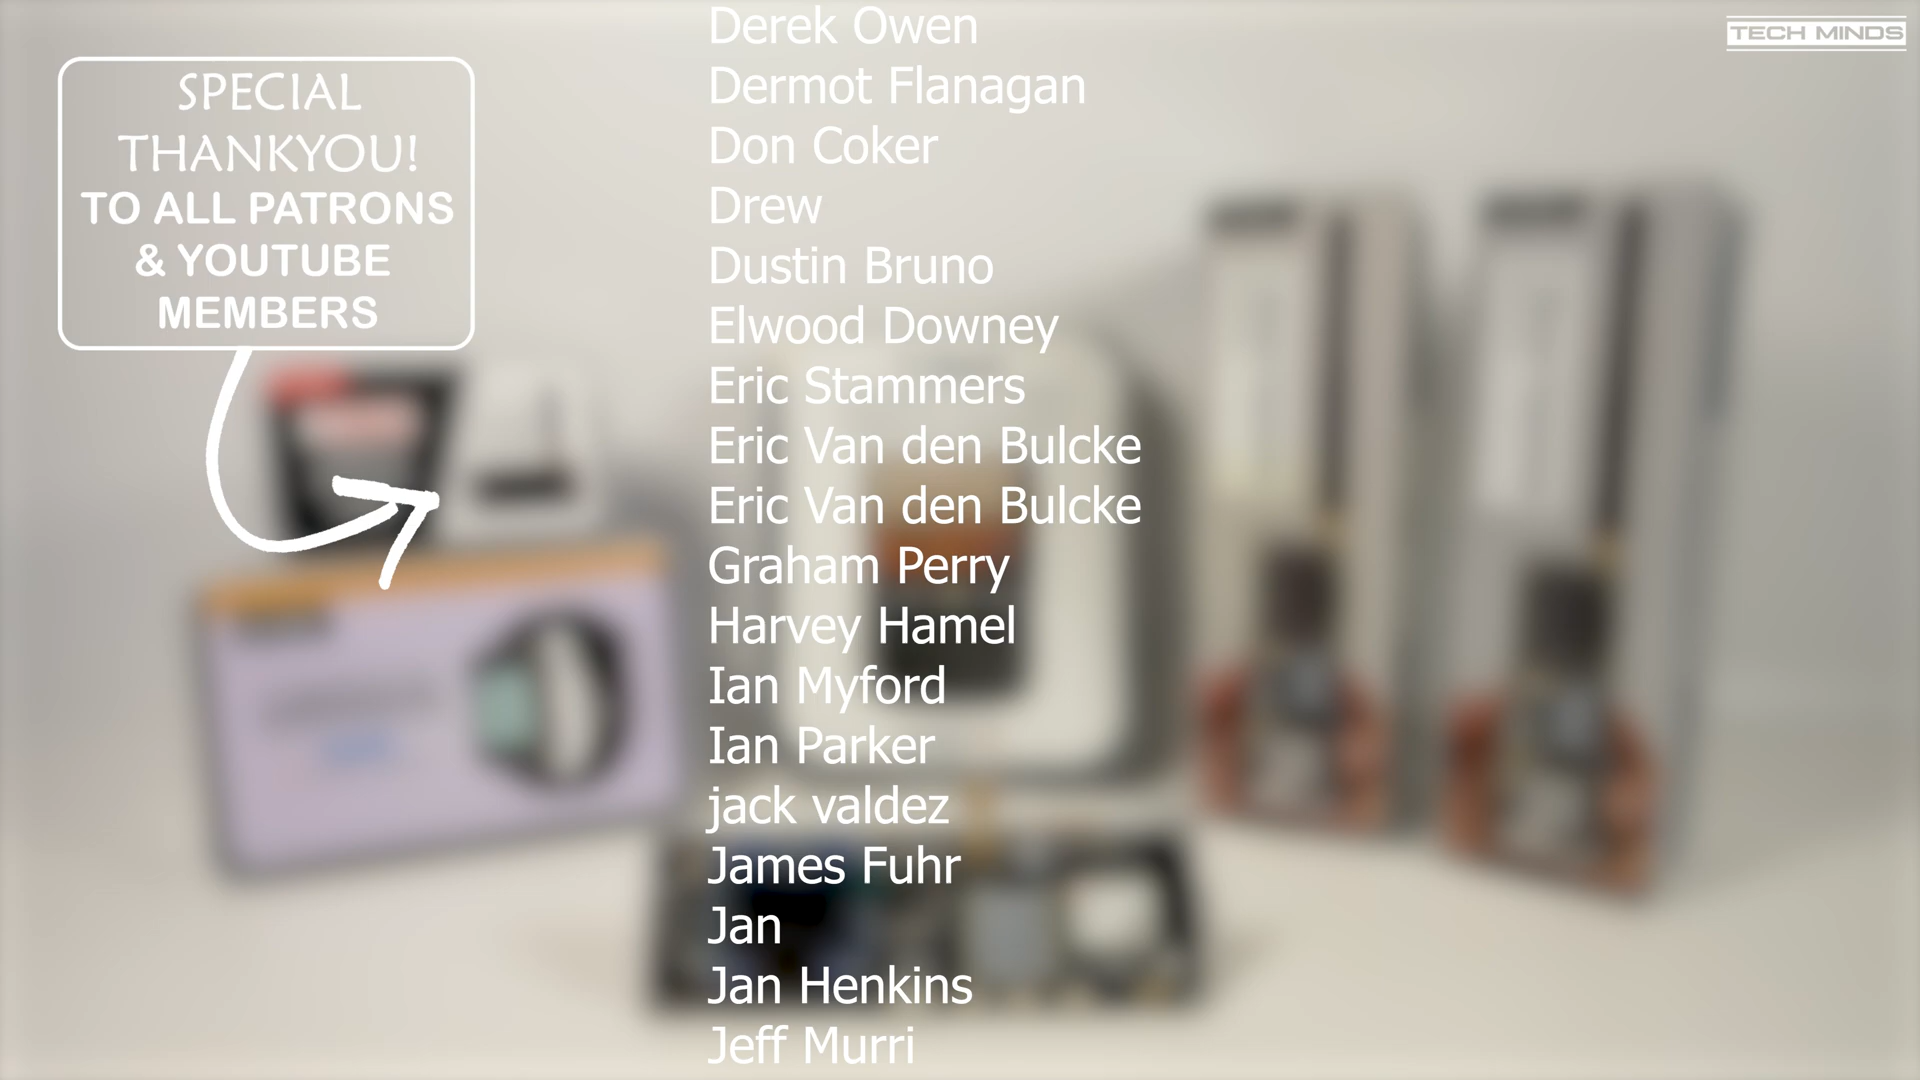 TECH MINDS
SPECIAL
THANKYOU!
TO ALL PATRONS
& YOUTUBE
MEMBERS
Derek Owen
Dermot Flanagan
Don Coker
Drew
Dustin Bruno
Elwood Downey
Eric Stammers
Eric Van den Bulcke
Eric Van den Bulcke
Graham Perry
Harvey Hamel
Ian Myford
Ian Parker
jack valdez
James Fuhr
Jan
Jan Henkins
Jeff Murri